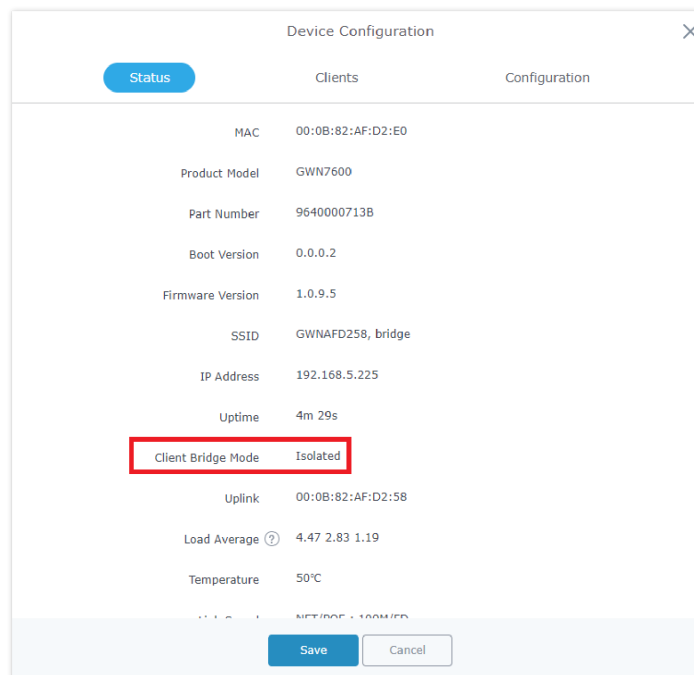 Device Configuration
Status Clients Configuration
MAC 00:0B:82:AF:D2:E0
Product Model GWN7600
Part Number 9640000713B
Boot Version 0.0.0.2
Firmware Version 1.0.9.5
SSID GWNAFD258, bridge
IP Address 192.168.5.225
Uptime 4m 29s
Client Bridge Mode Isolated
Uplink 00:0B:82:AF:D2:58
Load Average ? 4.47 2.83 1.19
Temperature 50°C
Save Cancel